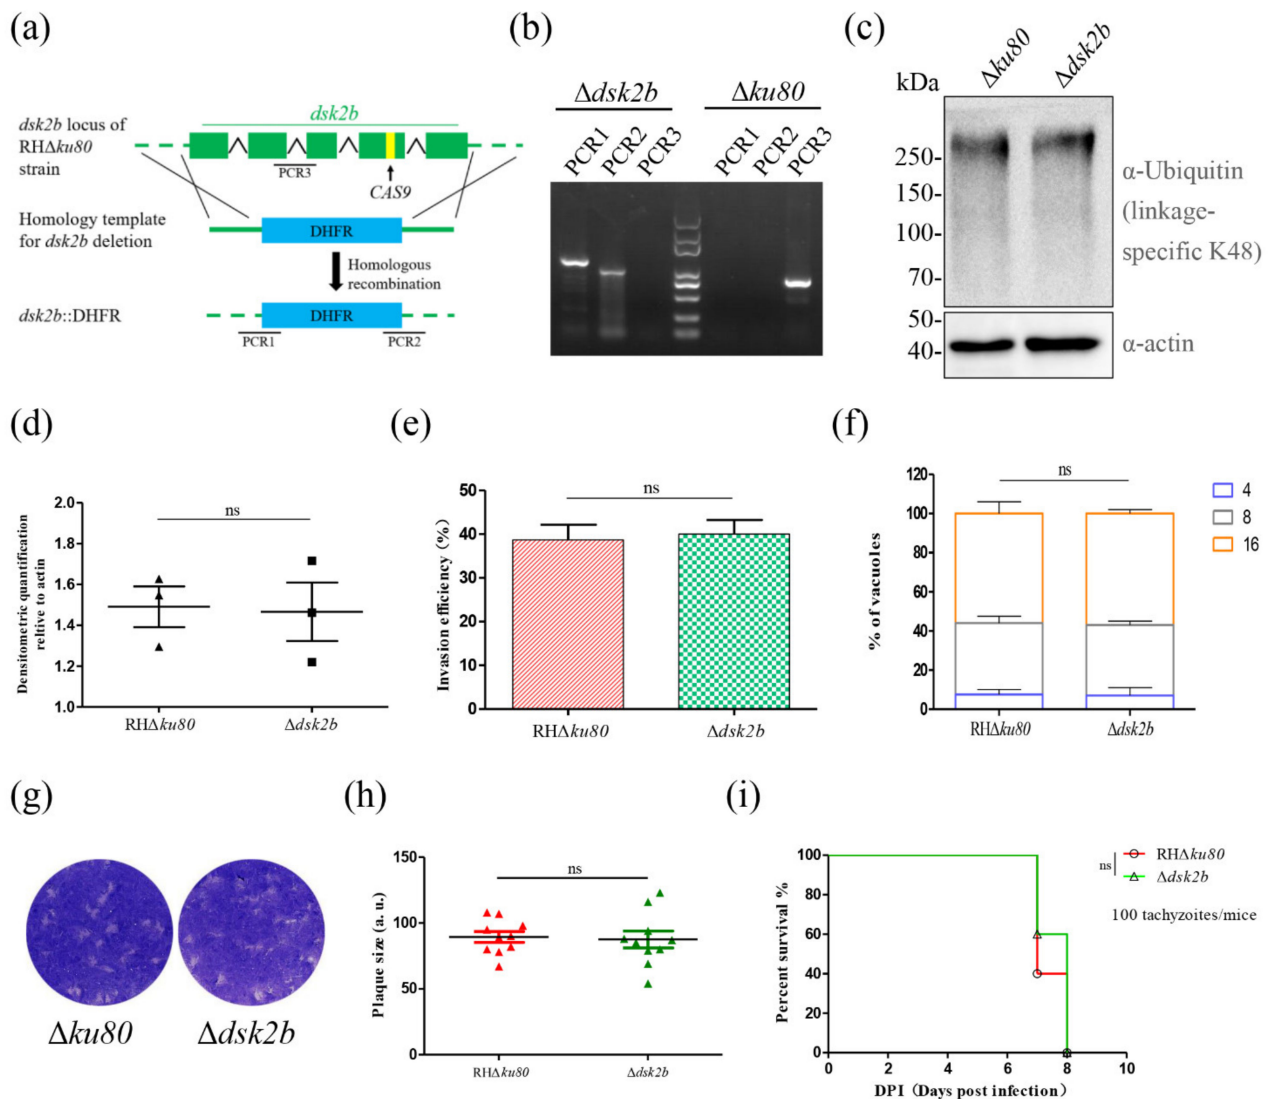 (a)
dsk2b
dsk2b locus of
RHΔku80
strain
PCR3
CAS9
Homology template
for dsk2b deletion
DHFR
Homologous
recombination
dsk2b::DHFR
DHFR
PCR1
PCR2
(b)
Δdsk2b
Δku80
PCR1
PCR2
PCR3
PCR1
PCR2
PCR3
(c)
kDa
Δku80
Δdsk2b
250-
150-
100-
70-
50-
40-
α-Ubiquitin
(linkage-
specific K48)
α-actin
(d)
Densitometric quantification
reltive to actin
2.0
1.8
1.6
1.4
1.2
1.0
ns
RHΔku80
Δdsk2b
(e)
Invasion efficiency (%)
50
40
30
20
10
0
ns
RHΔku80
Δdsk2b
(f)
% of vacuoles
120
100
80
60
40
20
0
ns
RHΔku80
Δdsk2b
4
8
16
(g)
Δku80
Δdsk2b
(h)
Plaque size (a. u.)
150
100
50
0
ns
RHΔku80
Δdsk2b
(i)
Percent survival %
100
80
60
40
20
0
0 2 4 6 8 10
DPI (Days post infection)
ns
RHΔku80
Δdsk2b
100 tachyzoites/mice